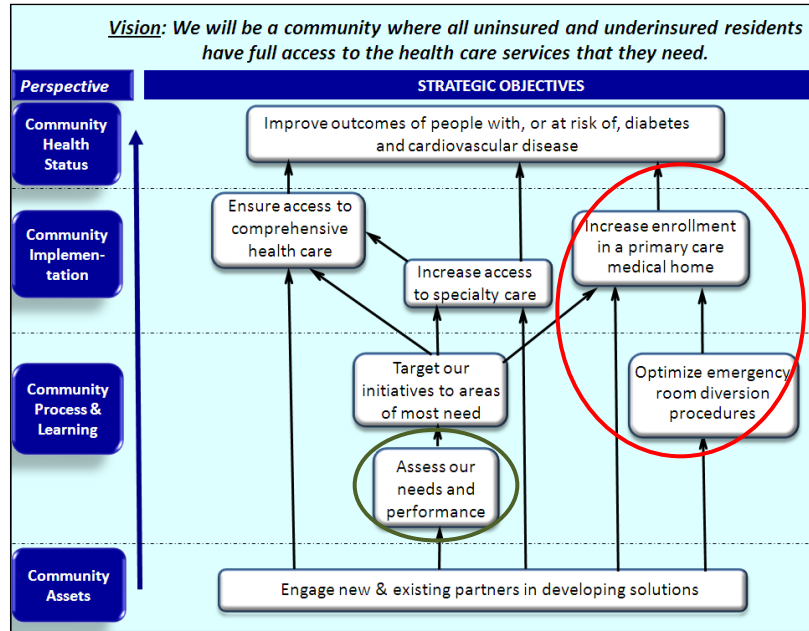 Vision: We will be a community where all uninsured and underinsured residents
have full access to the health care services that they need.
Perspective
STRATEGIC OBJECTIVES
Community
Health
Status
Improve outcomes of people with, or at risk of, diabetes
and cardiovascular disease
Community
Implemen-
tation
Ensure access to
comprehensive
health care
Increase access
to specialty care
Increase enrollment
in a primary care
medical home
Community
Process &
Learning
Target our
initiatives to areas
of most need
Optimize emergency
room diversion
procedures
Assess our
needs and
performance
Community
Assets
Engage new & existing partners in developing solutions